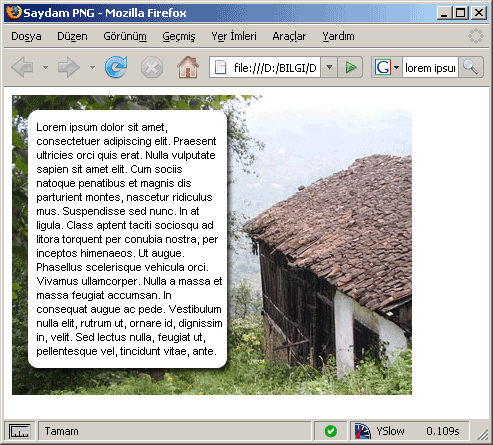 Saydam PNG - Mozilla Firefox
Dosya Düzen Görünüm Geçmiş Yer İmleri Araçlar Yardım
file:///D:/BILGI/D
G lorem ipsu
Lorem ipsum dolor sit amet,
consectetuer adipiscing elit. Praesent
ultricies orci quis erat. Nulla vulputate
sapien sit amet elit. Cum sociis
natoque penatibus et magnis dis
parturient montes, nascetur ridiculus
mus. Suspendisse sed nunc. In at
ligula. Class aptent taciti sociosqu ad
litora torquent per conubia nostra, per
inceptos himenaeos. Ut augue.
Phasellus scelerisque vehicula orci.
Vivamus ullamcorper. Nulla a massa et
massa feugiat accumsan. In
consequat augue ac pede. Vestibulum
nulla elit, rutrum ut, ornare id, dignissim
in, velit. Sed lectus nulla, feugiat ut,
pellentesque vel, tincidunt vitae, ante.
Tamam YSlow 0.109s